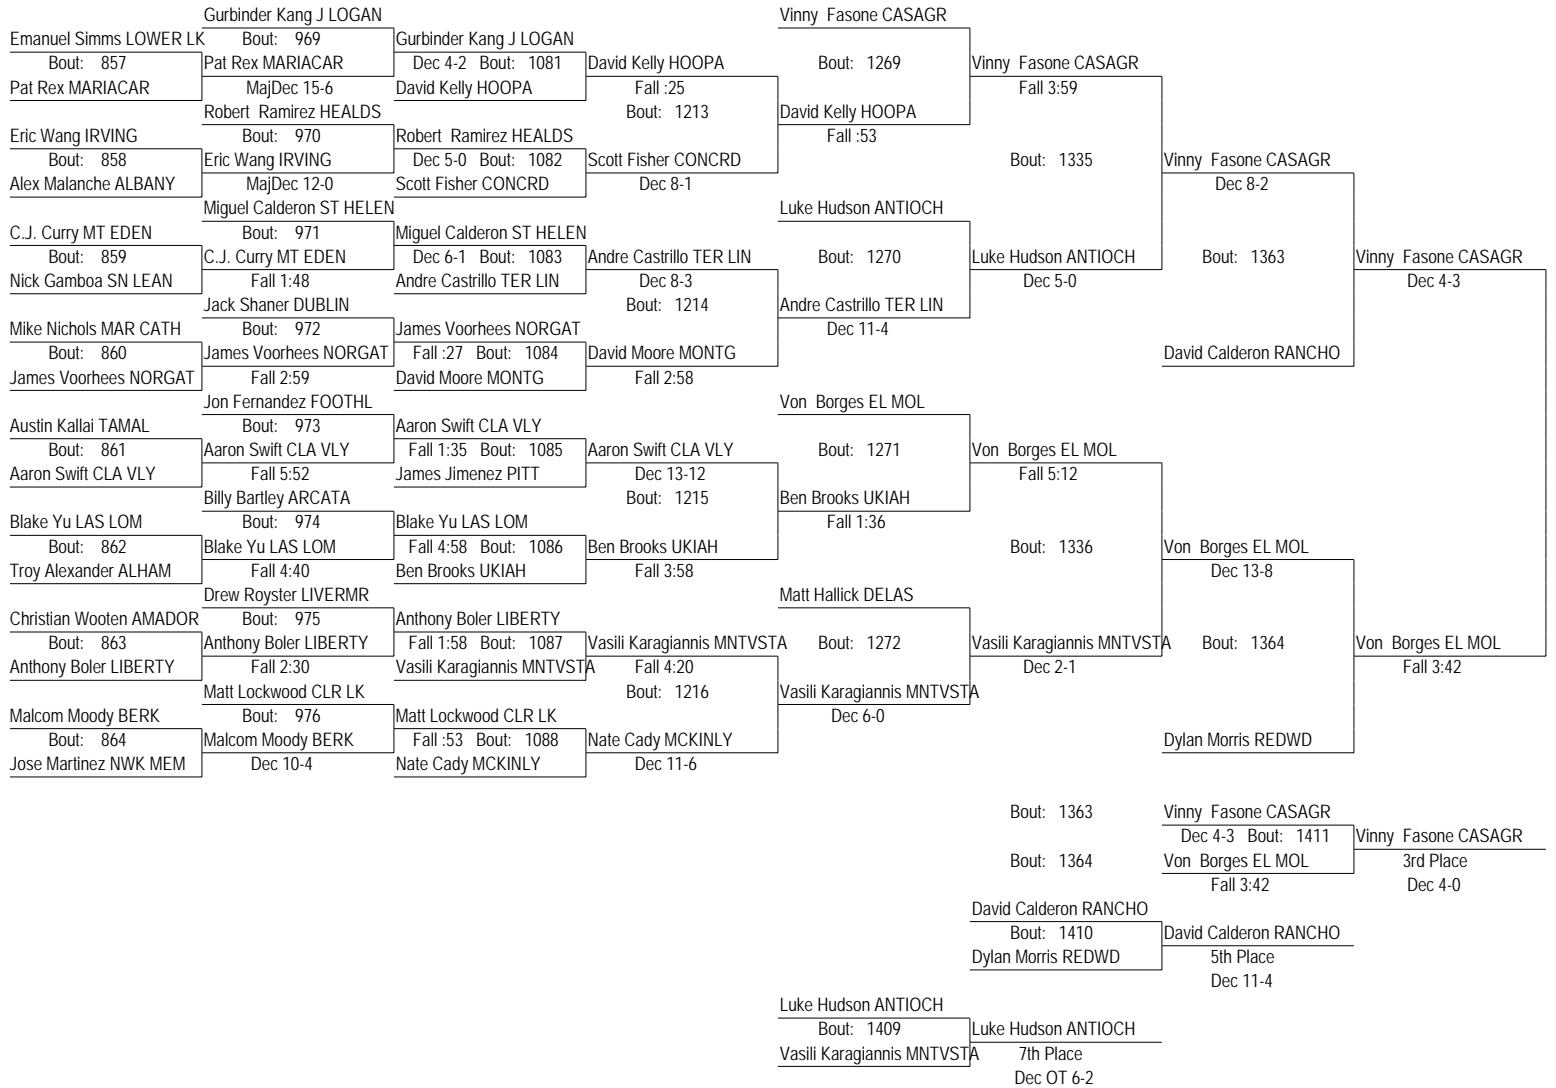 Gurbinder Kang J LOGAN
Vinny Fasone CASAGR
Emanuel Simms LOWER LK
Bout: 969
Gurbinder Kang J LOGAN
Bout: 857
Pat Rex MARIACAR
Dec 4-2 Bout: 1081
David Kelly HOOPA
Bout: 1269
Vinny Fasone CASAGR
Pat Rex MARIACAR
MajDec 15-6
David Kelly HOOPA
Fall :25
Fall 3:59
Robert Ramirez HEALDS
Bout: 1213
David Kelly HOOPA
Eric Wang IRVING
Bout: 970
Robert Ramirez HEALDS
Fall :53
Bout: 858
Eric Wang IRVING
Dec 5-0 Bout: 1082
Scott Fisher CONCRD
Bout: 1335
Vinny Fasone CASAGR
Alex Malanche ALBANY
MajDec 12-0
Scott Fisher CONCRD
Dec 8-1
Dec 8-2
Miguel Calderon ST HELEN
Luke Hudson ANTIOCH
C.J. Curry MT EDEN
Bout: 971
Miguel Calderon ST HELEN
Bout: 859
C.J. Curry MT EDEN
Dec 6-1 Bout: 1083
Andre Castrillo TER LIN
Bout: 1270
Luke Hudson ANTIOCH
Bout: 1363
Vinny Fasone CASAGR
Nick Gamboa SN LEAN
Fall 1:48
Andre Castrillo TER LIN
Dec 8-3
Dec 5-0
Dec 4-3
Jack Shaner DUBLIN
Bout: 1214
Andre Castrillo TER LIN
Mike Nichols MAR CATH
Bout: 972
James Voorhees NORGAT
Dec 11-4
Bout: 860
James Voorhees NORGAT
Fall :27 Bout: 1084
David Moore MONTG
David Calderon RANCHO
James Voorhees NORGAT
Fall 2:59
David Moore MONTG
Fall 2:58
Jon Fernandez FOOTHL
Von Borges EL MOL
Austin Kallai TAMAL
Bout: 973
Aaron Swift CLA VLY
Bout: 861
Aaron Swift CLA VLY
Fall 1:35 Bout: 1085
Aaron Swift CLA VLY
Bout: 1271
Von Borges EL MOL
Aaron Swift CLA VLY
Fall 5:52
James Jimenez PITT
Dec 13-12
Fall 5:12
Billy Bartley ARCATA
Bout: 1215
Ben Brooks UKIAH
Blake Yu LAS LOM
Bout: 974
Blake Yu LAS LOM
Fall 1:36
Bout: 862
Blake Yu LAS LOM
Fall 4:58 Bout: 1086
Ben Brooks UKIAH
Bout: 1336
Von Borges EL MOL
Troy Alexander ALHAM
Fall 4:40
Ben Brooks UKIAH
Fall 3:58
Dec 13-8
Drew Royster LIVERMR
Matt Hallick DELAS
Christian Wooten AMADOR
Bout: 975
Anthony Boler LIBERTY
Bout: 863
Anthony Boler LIBERTY
Fall 1:58 Bout: 1087
Vasili Karagiannis MNTVSTA
Bout: 1272
Vasili Karagiannis MNTVSTA
Bout: 1364
Von Borges EL MOL
Anthony Boler LIBERTY
Fall 2:30
Vasili Karagiannis MNTVSTA
Fall 4:20
Dec 2-1
Fall 3:42
Matt Lockwood CLR LK
Bout: 1216
Vasili Karagiannis MNTVSTA
Malcom Moody BERK
Bout: 976
Matt Lockwood CLR LK
Dec 6-0
Bout: 864
Malcom Moody BERK
Fall :53 Bout: 1088
Nate Cady MCKINLY
Dylan Morris REDWD
Jose Martinez NWK MEM
Dec 10-4
Nate Cady MCKINLY
Dec 11-6
Bout: 1363
Vinny Fasone CASAGR
Dec 4-3 Bout: 1411
Vinny Fasone CASAGR
Bout: 1364
Von Borges EL MOL
3rd Place
Fall 3:42
Dec 4-0
David Calderon RANCHO
Bout: 1410
David Calderon RANCHO
Dylan Morris REDWD
5th Place
Dec 11-4
Luke Hudson ANTIOCH
Bout: 1409
Luke Hudson ANTIOCH
Vasili Karagiannis MNTVSTA
7th Place
Dec OT 6-2